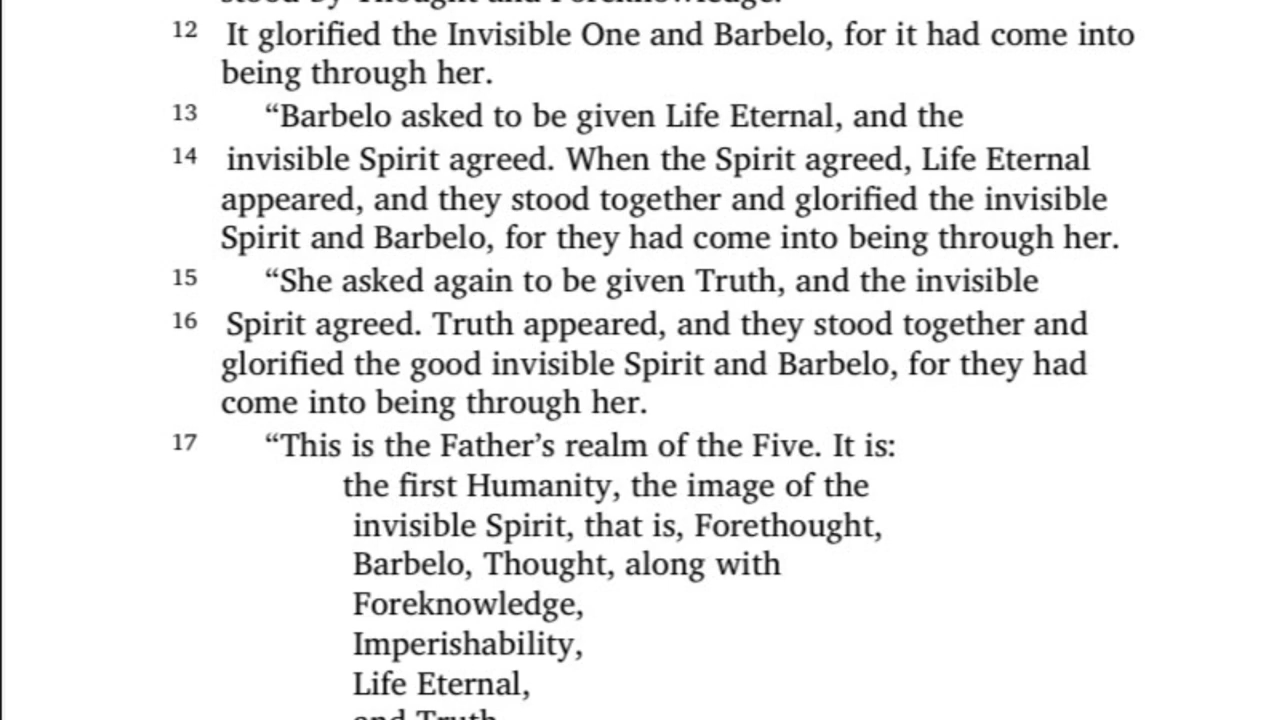 stood by Thought and Foreknowledge.
12 It glorified the Invisible One and Barbelo, for it had come into
being through her.
13 “Barbelo asked to be given Life Eternal, and the
14 invisible Spirit agreed. When the Spirit agreed, Life Eternal
appeared, and they stood together and glorified the invisible
Spirit and Barbelo, for they had come into being through her.
15 “She asked again to be given Truth, and the invisible
16 Spirit agreed. Truth appeared, and they stood together and
glorified the good invisible Spirit and Barbelo, for they had
come into being through her.
17 “This is the Father’s realm of the Five. It is:
the first Humanity, the image of the
invisible Spirit, that is, Forethought,
Barbelo, Thought, along with
Foreknowledge,
Imperishability,
Life Eternal,
and Truth